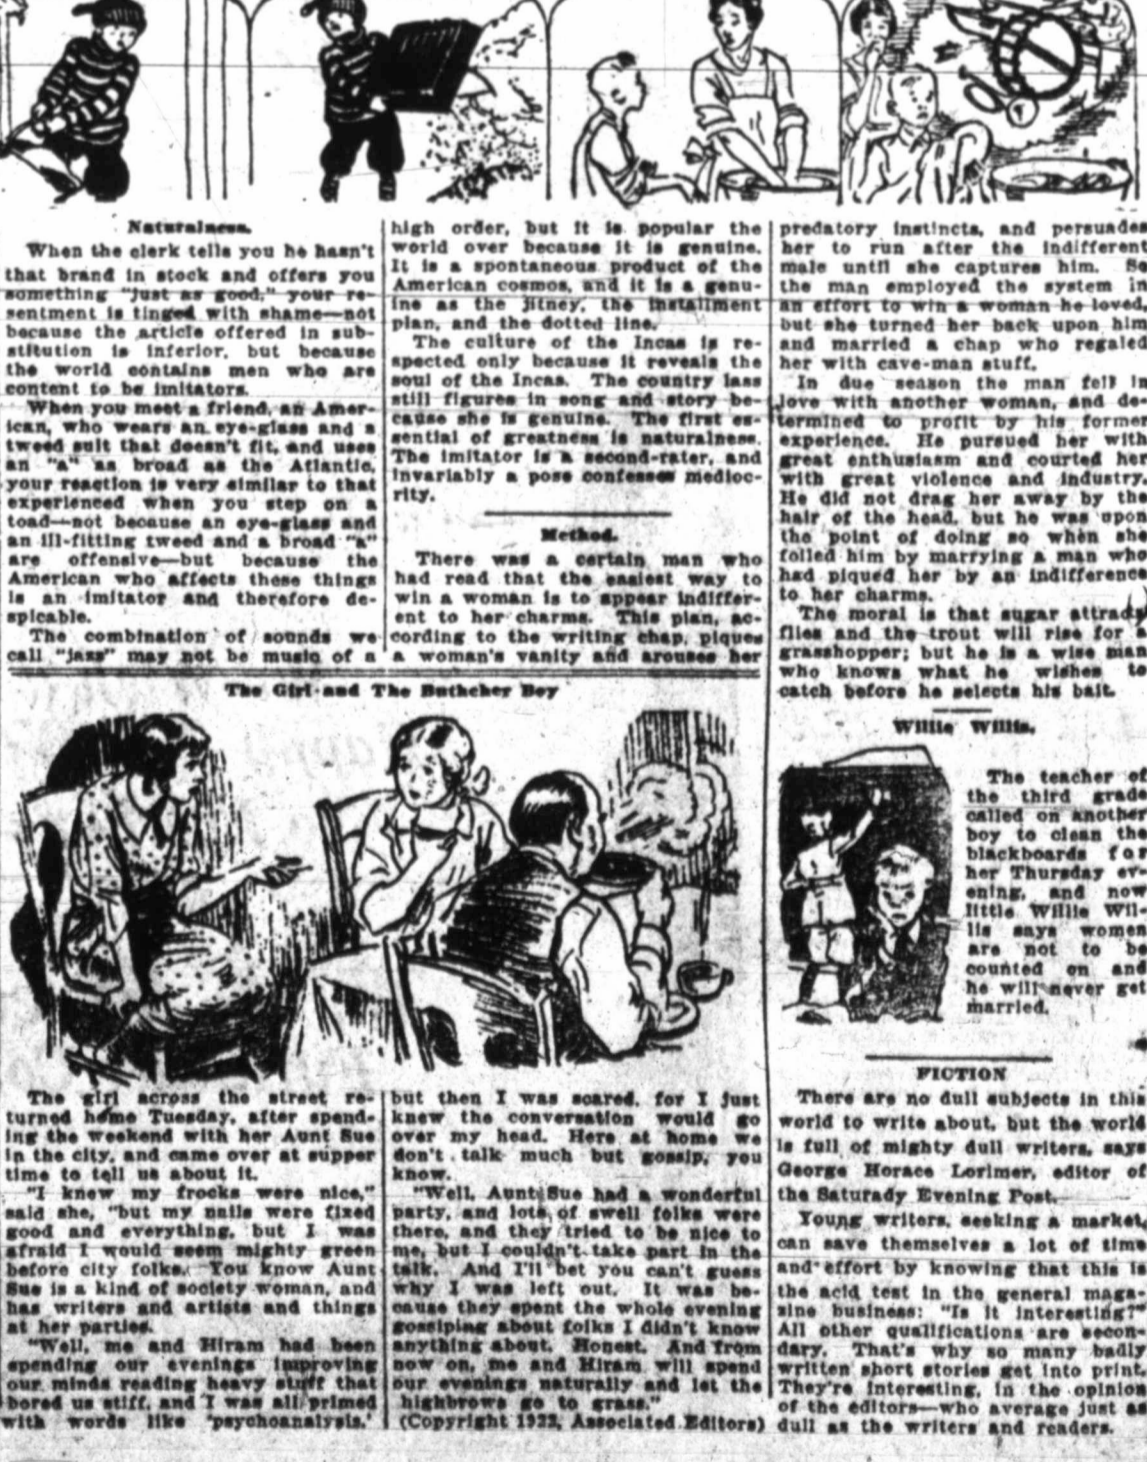 Naturalness.
When the clerk tells you he hasn't
that brand in stock and offers you
something "just as good," your re-
sentment is tinged with shame—not
because the article offered in sub-
stitution is inferior, but because
the world contains men who are
content to be imitators.
When you meet a friend, an Amer-
ican, who wears an eye-glass and a
tweed suit that doesn't fit, and uses
an "a" as broad as the Atlantic,
your reaction is very similar to that
experienced when you step on a
toad—not because an eye-glass and
an ill-fitting tweed and a broad "a"
are offensive—but because the
American who affects these things
is an imitator and therefore de-
spicable.
The combination of sounds we
call "jazz" may not be music of a
high order, but it is popular the
world over because it is genuine.
It is a spontaneous product of the
American cosmos, and it is a genu-
ine as the jitney, the installment
plan, and the dotted line.
The culture of the Incas is re-
spected only because it reveals the
soul of the Incas. The country lass
still figures in song and story be-
cause she is genuine. The first es-
sential of greatness is naturalness.
The imitator is a second-rater, and
invariably a pose confesses medioc-
rity.
Method.
There was a certain man who
had read that the easiest way to
win a woman is to appear indiffer-
ent to her charms. This plan, ac-
cording to the writing chap, piques
a woman's vanity and arouses her
predatory instincts, and persuades
her to run after the indifferent
male until she captures him. So
the man employed the system in
an effort to win a woman he loved,
but she turned her back upon him
and married a chap who regaled
her with cave-man stuff.
In due season the man fell in
love with another woman, and de-
termined to profit by his former
experience. He pursued her with
great enthusiasm and courted her
with great violence and industry.
He did not drag her away by the
hair of the head, but he was upon
the point of doing so when she
foiled him by marrying a man who
had piqued her by an indifference
to her charms.
The moral is that sugar attracts
flies and the trout will rise for a
grasshopper; but he is a wise man
who knows what he wishes to
catch before he selects his bait.
The Girl and The Buthcher Boy
The girl across the street re-
turned home Tuesday, after spend-
ing the weekend with her Aunt Sue
in the city, and came over at supper
time to tell us about it.
"I knew my frocks were nice,"
said she, "but my nails were fixed
good and everything, but I was
afraid I would seem mighty green
before city folks. You know Aunt
Sue is a kind of society woman, and
has writers and artists and things
at her parties.
"Well, me and Hiram had been
spending our evenings improving
our minds reading heavy stuff that
bored us stiff, and I was all primed
with words like 'psychoanalysis,'
but then I was scared, for I just
knew the conversation would go
over my head. Here at home we
don't talk much but gossip, you
know.
"Well, Aunt Sue had a wonderful
party, and lots of swell folks were
there, and they tried to be nice to
me, but I couldn't take part in the
talk. And I'll bet you can't guess
why I was left out. It was be-
cause they spent the whole evening
gossiping about folks I didn't know
anything about. Honest. And from
now on, me and Hiram will spend
our evenings naturally and let the
highbrows go to grass."
(Copyright 1922, Associated Editors)
Willie Willis.
The teacher of
the third grade
called on another
boy to clean the
blackboards for
her Thursday ev-
ening, and now
little Willie Wil-
lis says women
are not to be
counted on and
he will never get
married.
FICTION
There are no dull subjects in this
world to write about, but the world
is full of mighty dull writers, says
George Horace Lorimer, editor of
the Saturady Evening Post.
Young writers, seeking a market,
can save themselves a lot of time
and effort by knowing that this is
the acid test in the general maga-
zine business: "Is it interesting?"
All other qualifications are secon-
dary. That's why so many badly
written short stories get into print.
They're interesting, in the opinion
of the editors—who average just as
dull as the writers and readers.